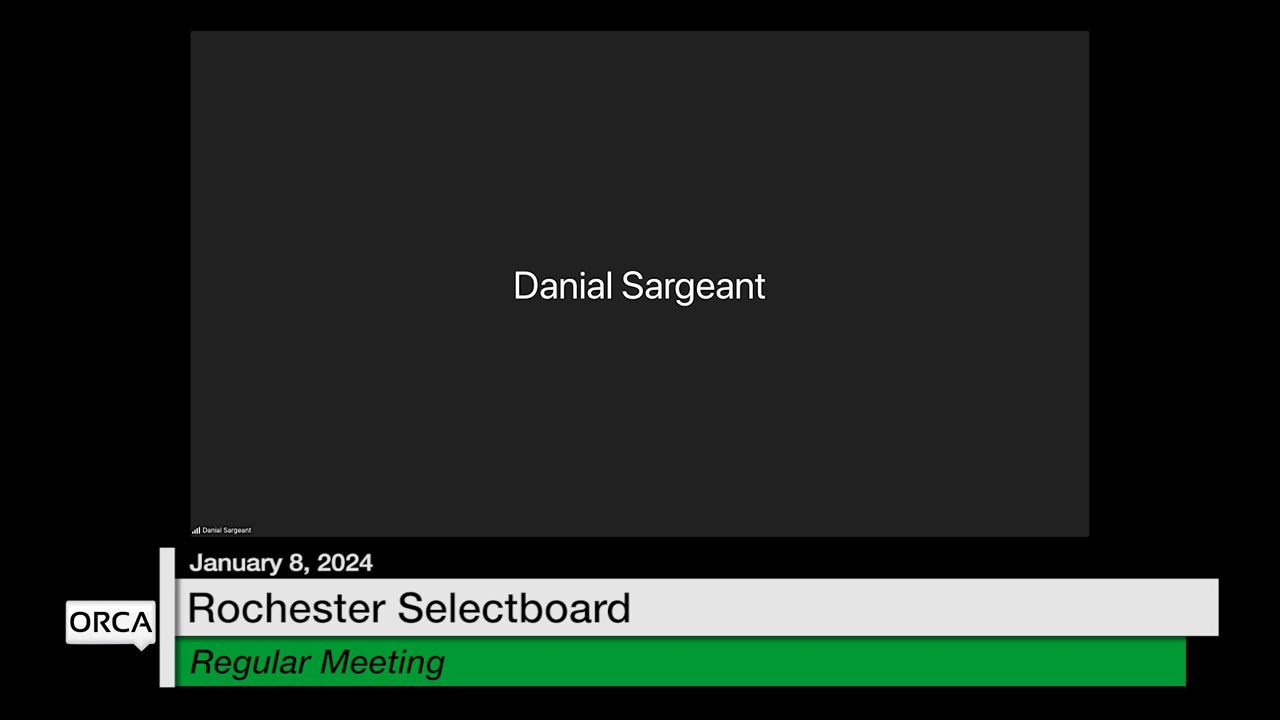 Danial Sargeant
Danial Sargeant
January 8, 2024
Rochester Selectboard
ORCA
Regular Meeting